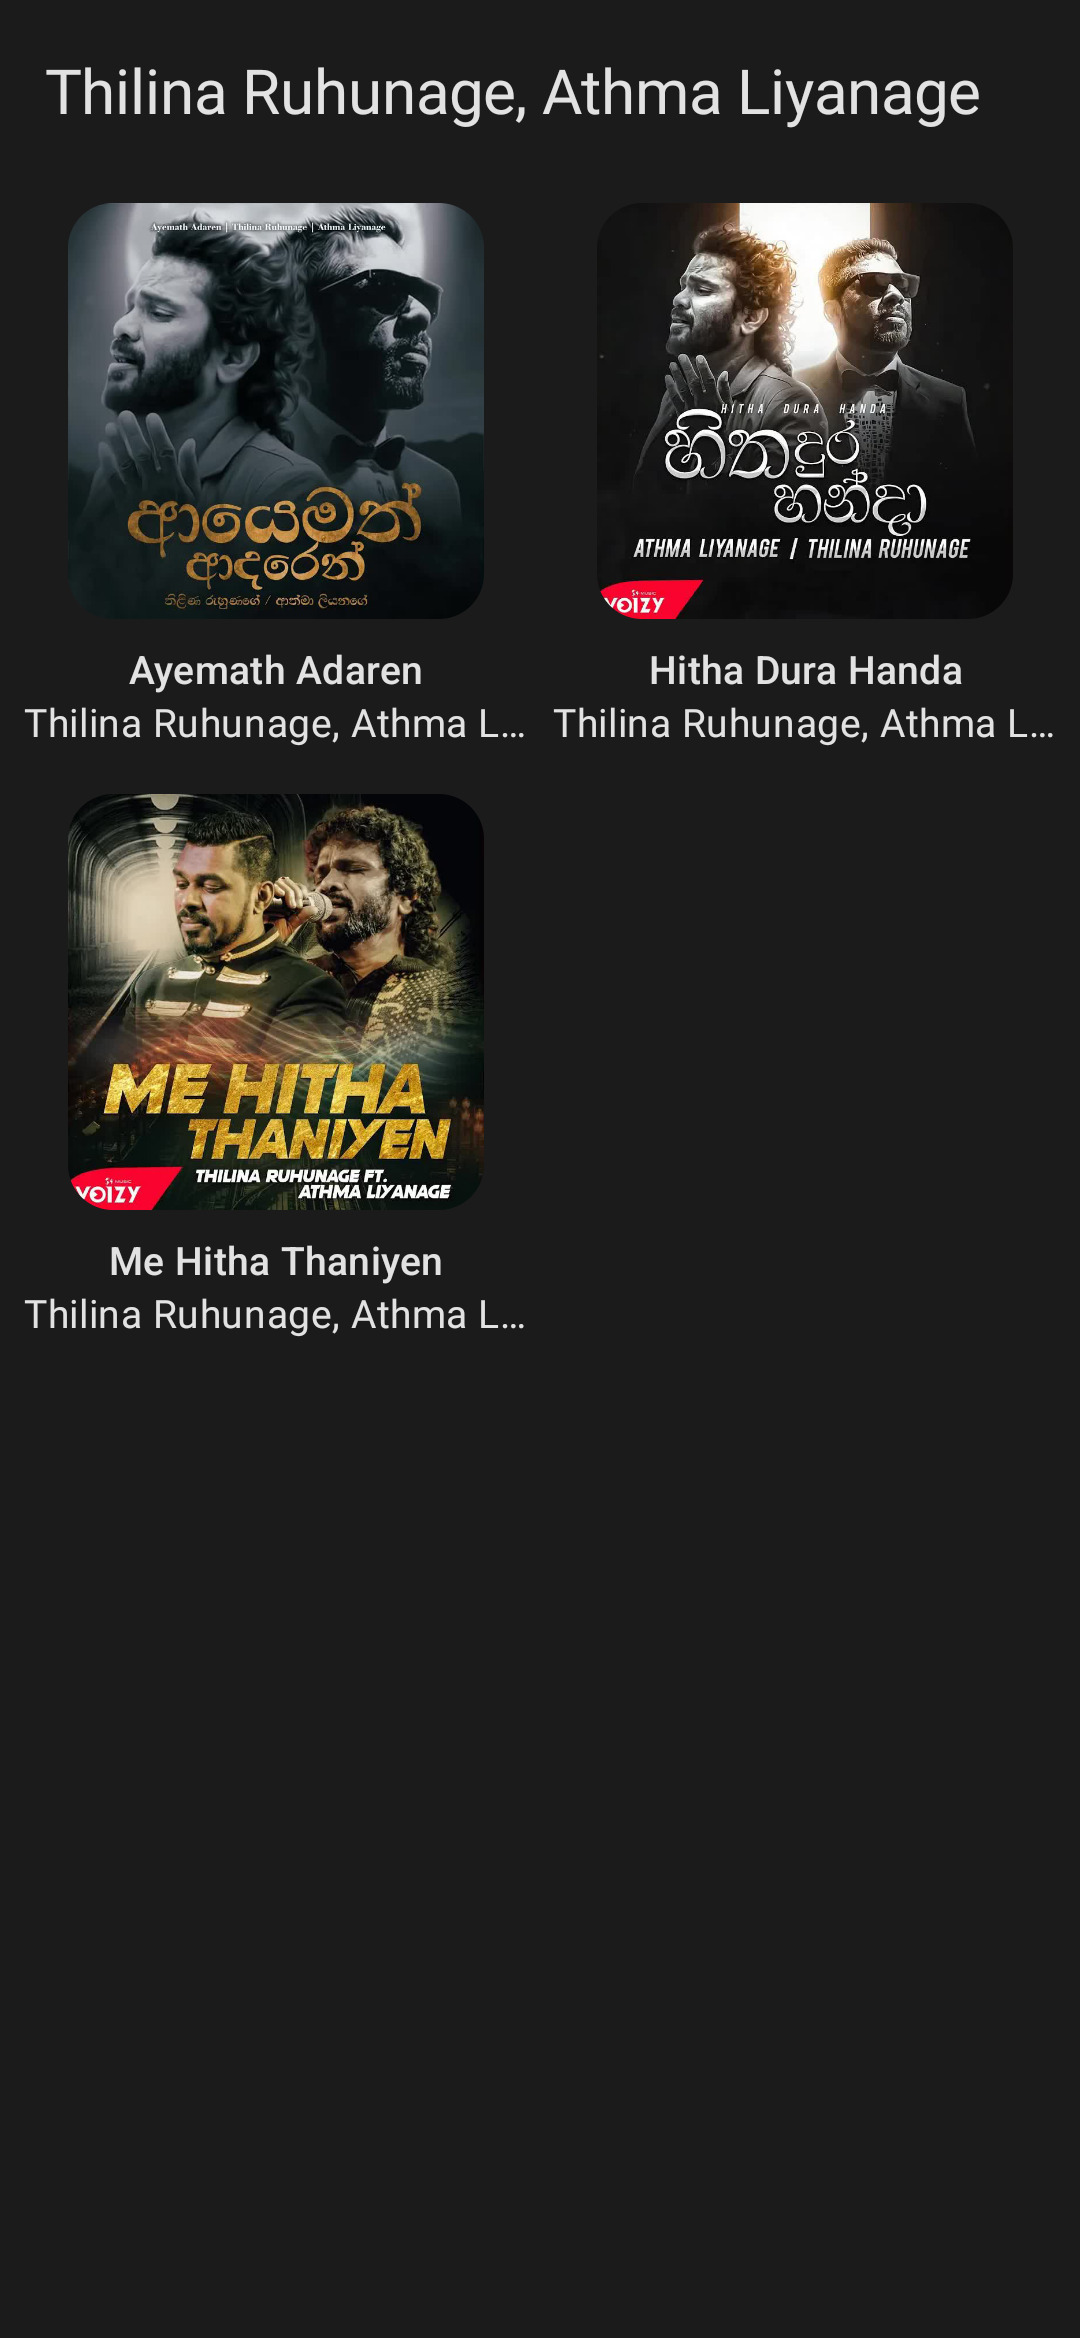 Thilina Ruhunage, Athma Liyanage
Ayemath Adaren | Thilina Ruhunage | Athma Liyanage
ආයෙමත්
ආදරෙන්
තිළිණ රුහුණගේ / ආත්මා ලියනගේ
HITHA DURA HANDA
හිත දුර
හන්දා
ATHMA LIYANAGE / THILINA RUHUNAGE
MUSIC
VOIZY
Ayemath Adaren
Thilina Ruhunage, Athma L...
Hitha Dura Handa
Thilina Ruhunage, Athma L...
ME HITHA
THANIYEN
THILINA RUHUNAGE FT.
ATHMA LIYANAGE
MUSIC
VOIZY
Me Hitha Thaniyen
Thilina Ruhunage, Athma L...